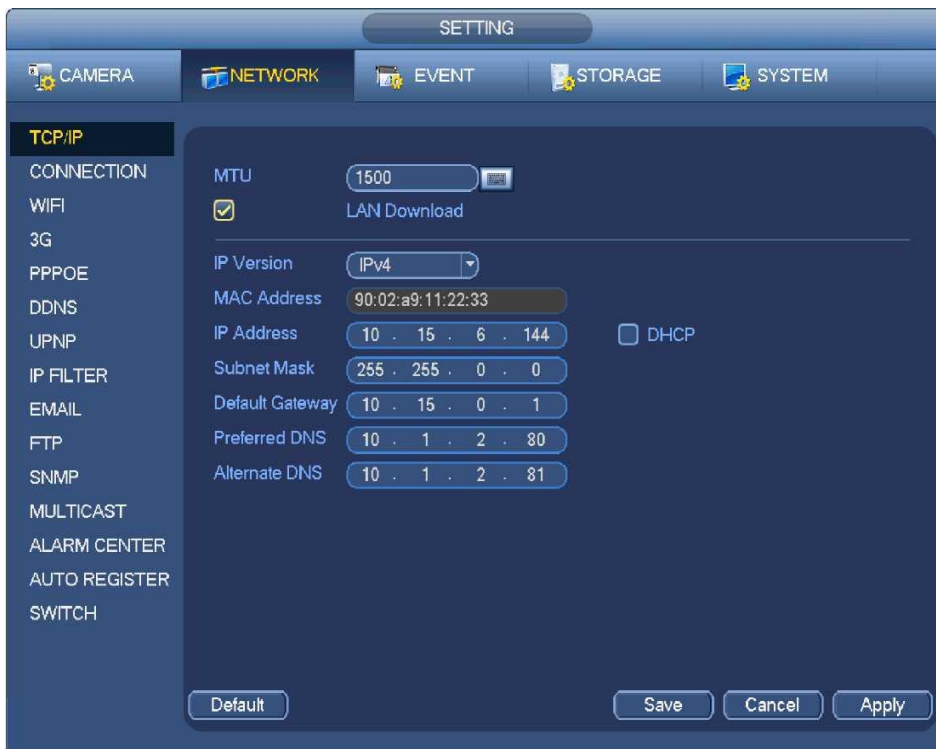 SETTING
CAMERA NETWORK EVENT STORAGE SYSTEM
TCP/IP
CONNECTION
WIFI
3G
PPPOE
DDNS
UPNP
IP FILTER
EMAIL
FTP
SNMP
MULTICAST
ALARM CENTER
AUTO REGISTER
SWITCH
MTU 1500
LAN Download
IP Version IPv4
MAC Address 90:02:a9:11:22:33
IP Address 10 . 15 . 6 . 144 DHCP
Subnet Mask 255 . 255 . 0 . 0
Default Gateway 10 . 15 . 0 . 1
Preferred DNS 10 . 1 . 2 . 80
Alternate DNS 10 . 1 . 2 . 81
Default Save Cancel Apply